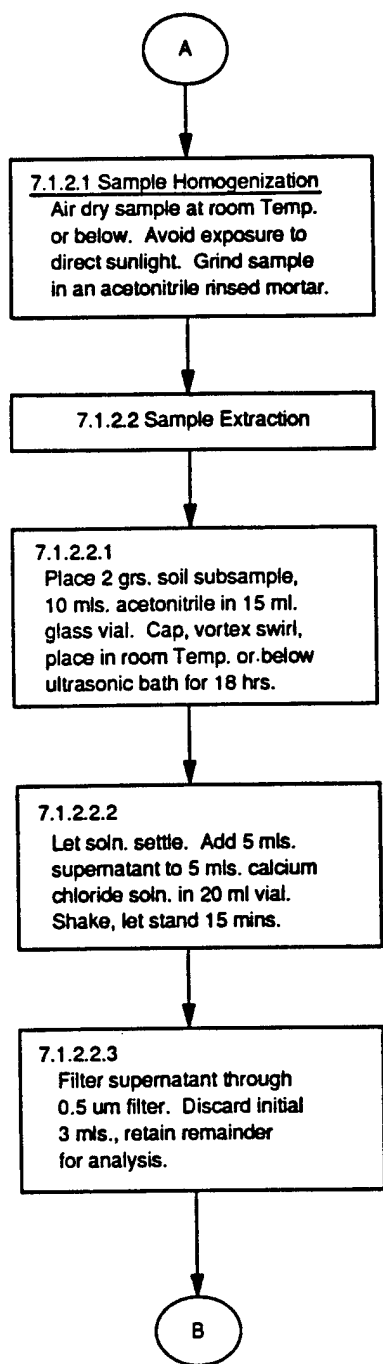 A
7.1.2.1 Sample Homogenization
Air dry sample at room Temp.
or below. Avoid exposure to
direct sunlight. Grind sample
in an acetonitrile rinsed mortar.
7.1.2.2 Sample Extraction
7.1.2.2.1
Place 2 grs. soil subsample,
10 mls. acetonitrile in 15 ml.
glass vial. Cap, vortex swirl,
place in room Temp. or below
ultrasonic bath for 18 hrs.
7.1.2.2.2
Let soln. settle. Add 5 mls.
supernatant to 5 mls. calcium
chloride soln. in 20 ml vial.
Shake, let stand 15 mins.
7.1.2.2.3
Filter supernatant through
0.5 um filter. Discard initial
3 mls., retain remainder
for analysis.
B